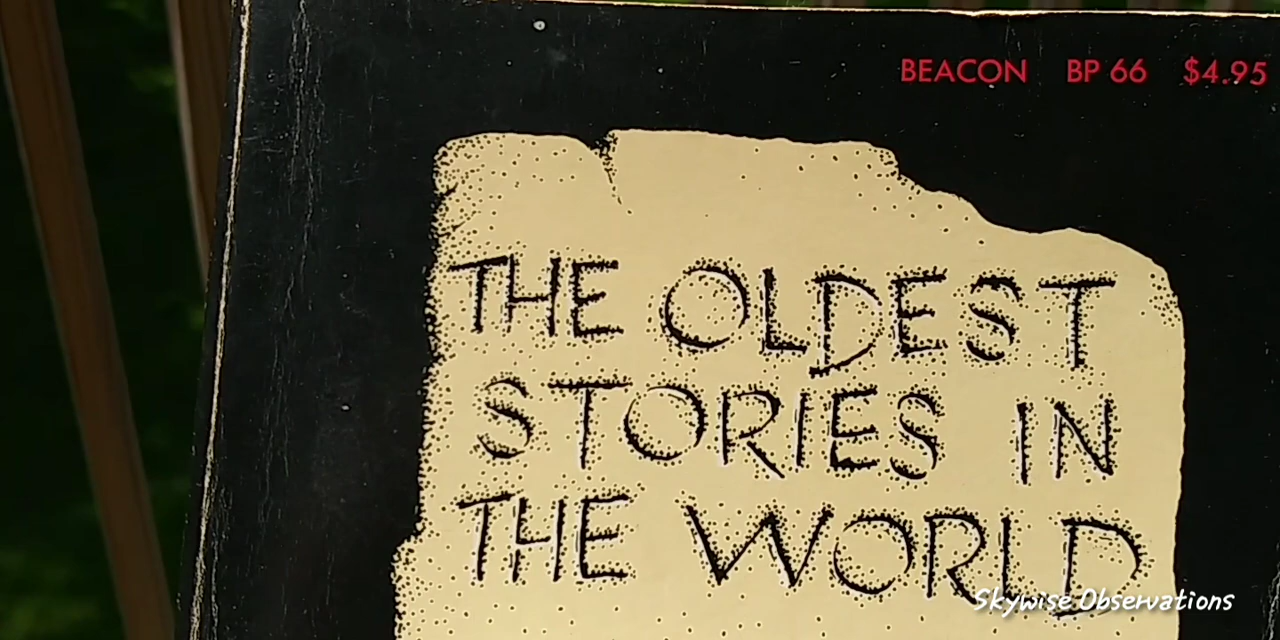 BEACON BP 66 $4.95
THE OLDEST
STORIES IN
THE WORLD
Skywise Observations